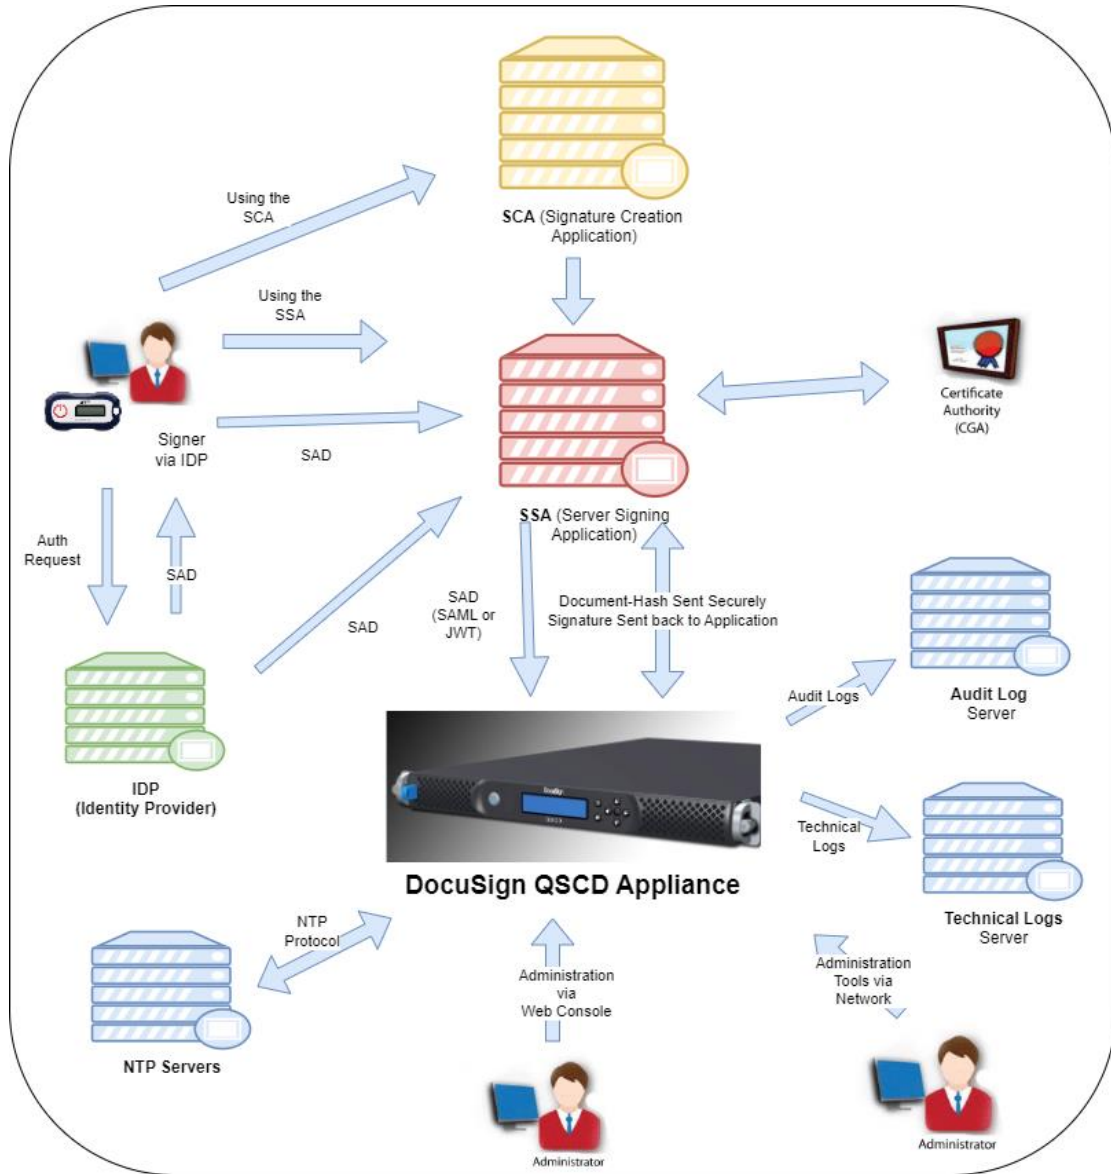 Using the
SCA
SCA (Signature Creation
Application)
Using the
SSA
Signer
via IDP
SAD
Certificate
Authority
(CGA)
SSA (Server Signing
Application)
Auth
Request
SAD
SAD
SAD
(SAML or
JWT)
Document-Hash Sent Securely
Signature Sent back to Application
IDP
(Identity Provider)
Audit Logs
Audit Log
Server
Technical
Logs
Technical Logs
Server
DocuSign QSCD Appliance
NTP
Protocol
NTP Servers
Administration
via
Web Console
Administration
Tools via
Network
Administrator
Administrator